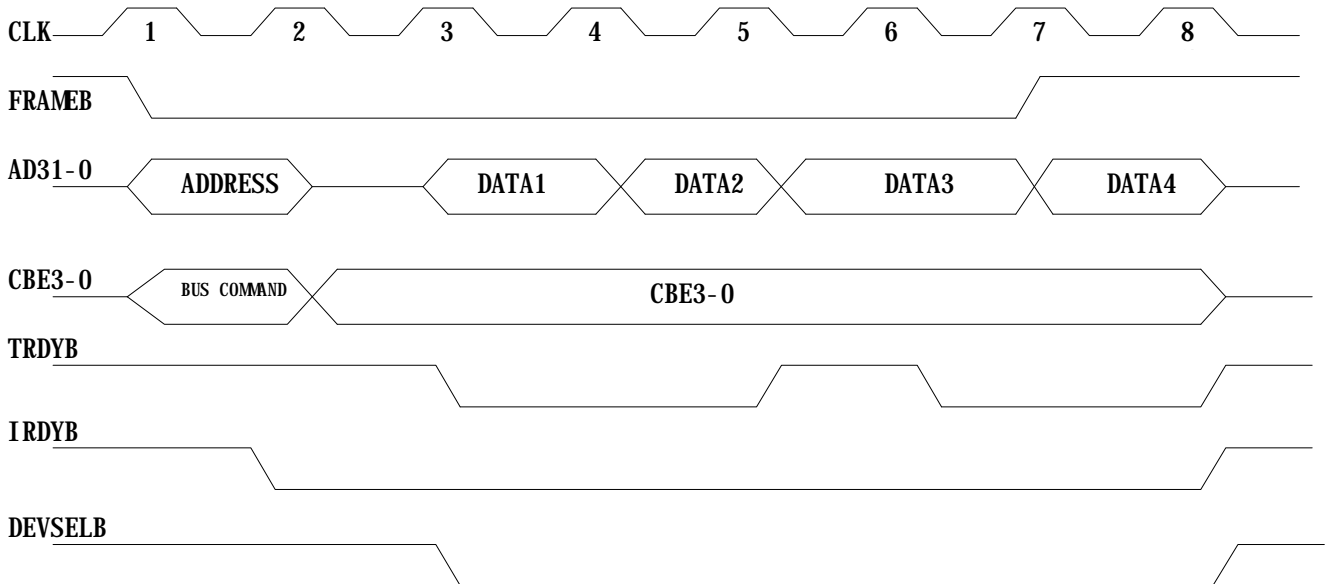 CLK 1 2 3 4 5 6 7 8
FRAMEB
AD31-0 ADDRESS DATA1 DATA2 DATA3 DATA4
CBE3-0 BUS COMMAND CBE3-0
TRDYB
IRDYB
DEVSELB